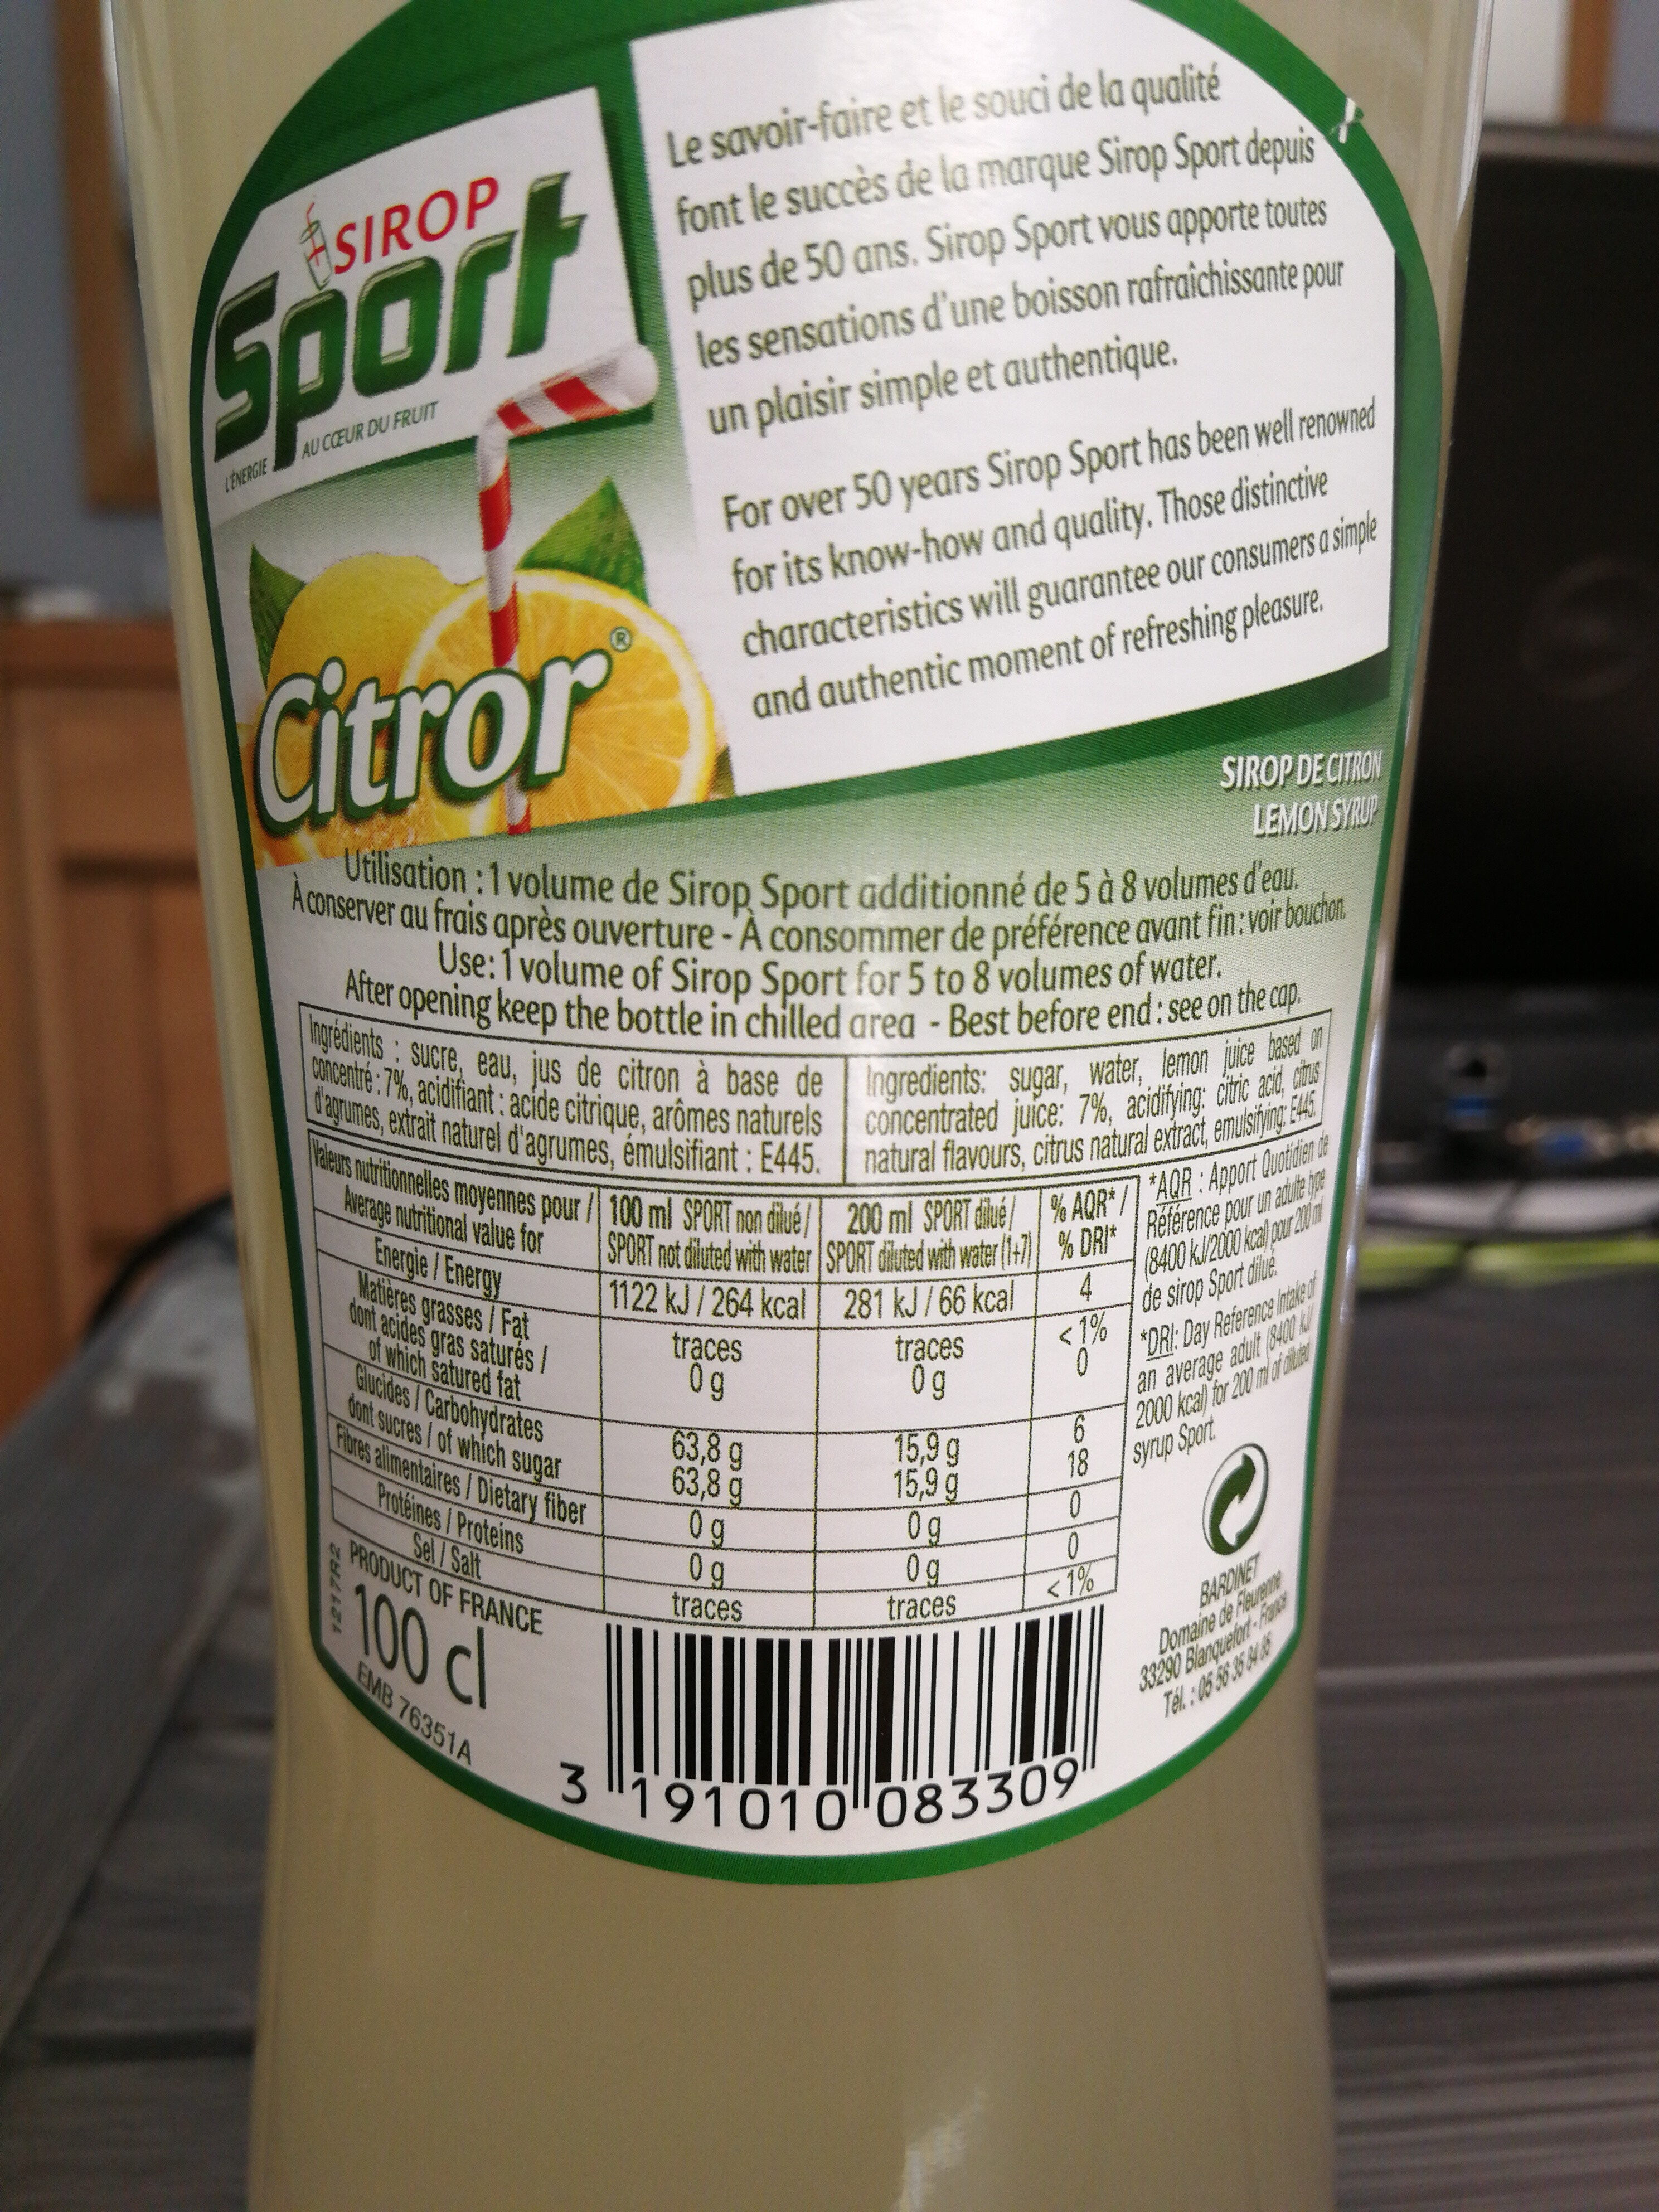 SIROP
Sport
L'ÉNERGIE AU CŒUR DU FRUIT
Citror®
Le savoir-faire et le souci de la qualité
font le succès de la marque Sirop Sport depuis
plus de 50 ans. Sirop Sport vous apporte toutes
les sensations d'une boisson rafraîchissante pour
un plaisir simple et authentique.
For over 50 years Sirop Sport has been well renowned
for its know-how and quality. Those distinctive
characteristics will guarantee our consumers a simple
and authentic moment of refreshing pleasure.
SIROP DE CITRON
LEMON SYRUP
Utilisation : 1 volume de Sirop Sport additionné de 5 à 8 volumes d'eau.
À conserver au frais après ouverture - À consommer de préférence avant fin : voir bouchon.
Use: 1 volume of Sirop Sport for 5 to 8 volumes of water.
After opening keep the bottle in chilled area - Best before end : see on the cap.
Ingrédients : sucre, eau, jus de citron à base de
concentré : 7%, acidifiant : acide citrique, arômes naturels
d'agrumes, extrait naturel d'agrumes, émulsifiant : E445.
Ingredients: sugar, water, lemon juice based on
concentrated juice: 7%, acidifying: citric acid, citrus
natural flavours, citrus natural extract, emulsifying: E445.
Valeurs nutritionnelles moyennes pour / 100 ml SPORT non dilué / 200 ml SPORT dilué / % AQR* /
Average nutritional value for SPORT not diluted with water SPORT diluted with water (1+7) % DRI*
Energie / Energy 1122 kJ / 264 kcal 281 kJ / 66 kcal 4
Matières grasses / Fat traces traces < 1%
dont acides gras saturés / 0 g 0 g 0
of which satured fat
Glucides / Carbohydrates 63,8 g 15,9 g 6
dont sucres / of which sugar 63,8 g 15,9 g 18
Fibres alimentaires / Dietary fiber 0 g 0 g 0
Protéines / Proteins 0 g 0 g 0
Sel / Salt traces traces < 1%
*AQR : Apport Quotidien de
Référence pour un adulte type
(8400 kJ/2000 kcal) pour 200 ml
de sirop Sport dilué.
*DRI: Day Reference Intake of
an average adult (8400 kJ/
2000 kcal) for 200 ml of diluted
syrup Sport.
1217R2
PRODUCT OF FRANCE
100 cl
EMB 76351A
3 191010 083309
BARDINET
Domaine de Fleurenne
33290 Blanquefort - France
Tél. : 05 56 35 84 85